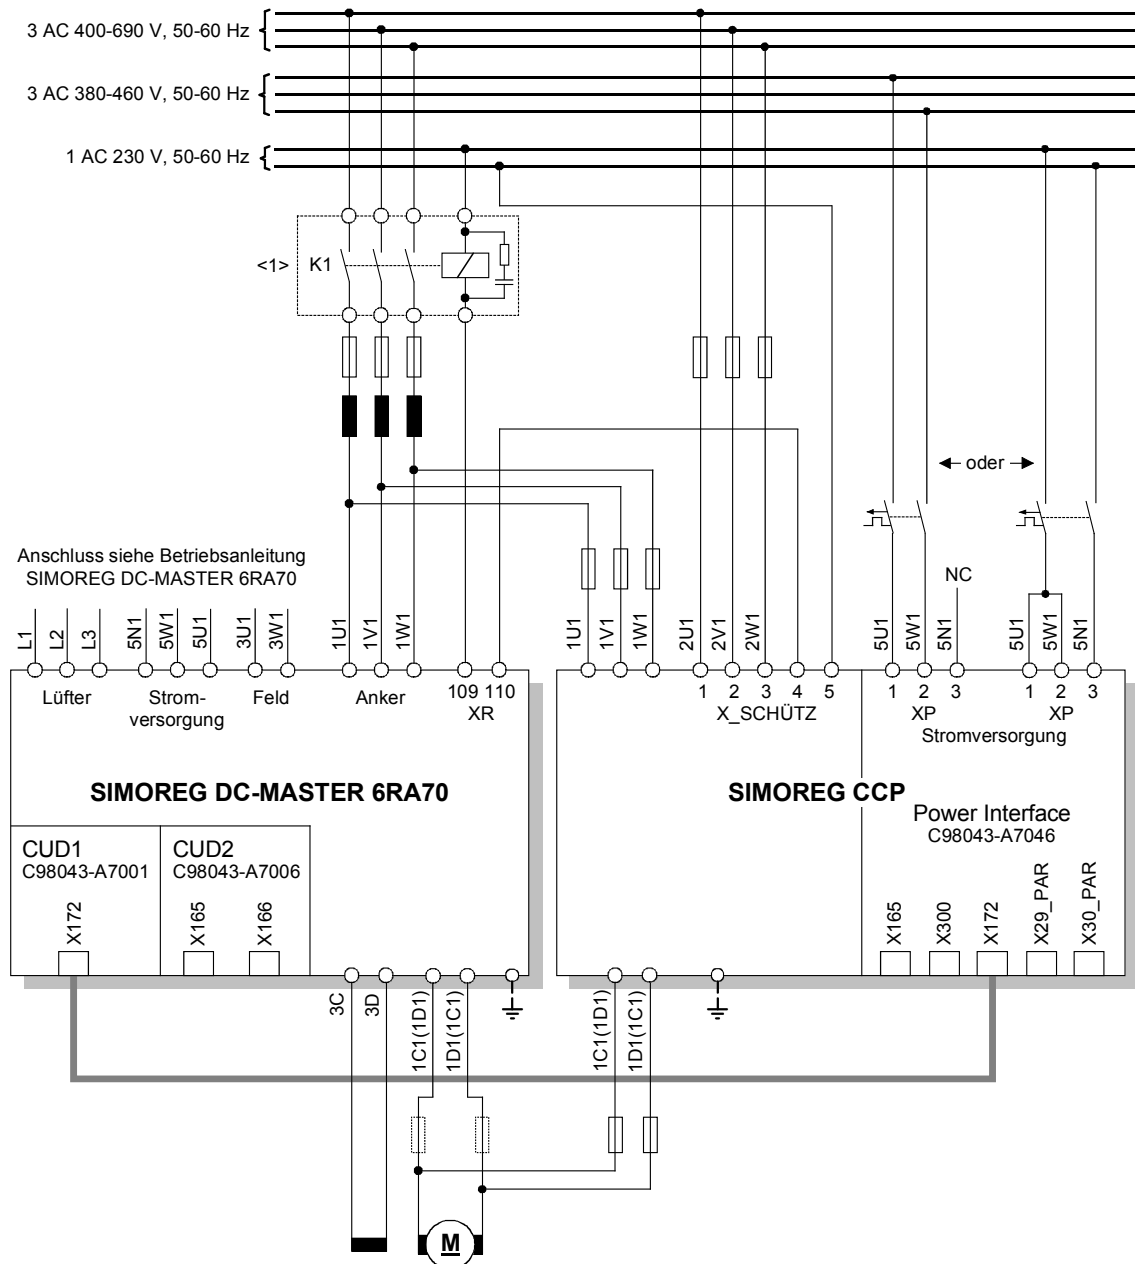 3 AC 400-690 V, 50-60 Hz
3 AC 380-460 V, 50-60 Hz
1 AC 230 V, 50-60 Hz
<1>
K1
oder
Anschluss siehe Betriebsanleitung
SIMOREG DC-MASTER 6RA70
NC
L1
L2
L3
5N1
5W1
5U1
3U1
3W1
1U1
1V1
1W1
1U1
1V1
1W1
2U1
2V1
2W1
5U1
5W1
5N1
5U1
5W1
5N1
Lüfter
Strom-
versorgung
Feld
Anker
109 110
XR
1 2 3 4 5
X_SCHÜTZ
1 2 3
XP
1 2 3
XP
Stromversorgung
SIMOREG DC-MASTER 6RA70
SIMOREG CCP
Power Interface
C98043-A7046
CUD1
C98043-A7001
CUD2
C98043-A7006
X172
X165
X166
X165
X300
X172
X29_PAR
X30_PAR
3C
3D
1C1(1D1)
1D1(1C1)
1C1(1D1)
1D1(1C1)
M